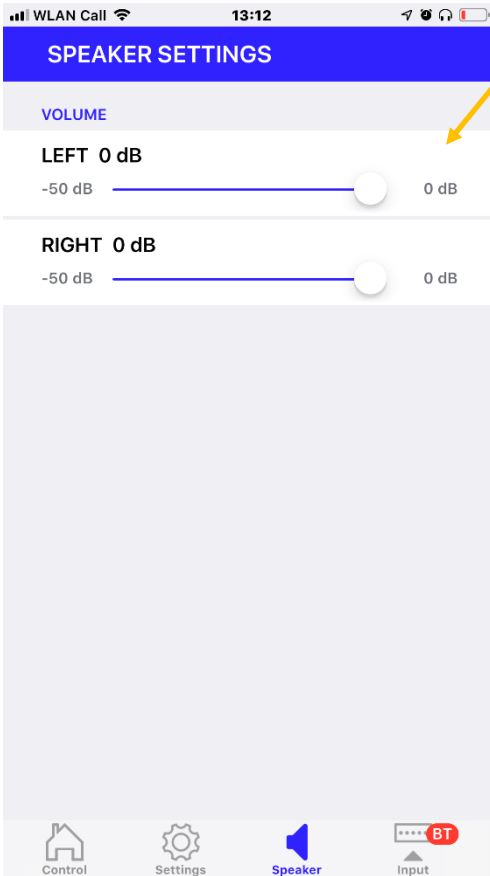 WLAN Call 13:12
SPEAKER SETTINGS
VOLUME
LEFT 0 dB
-50 dB 0 dB
RIGHT 0 dB
-50 dB 0 dB
BT
Control Settings Speaker Input